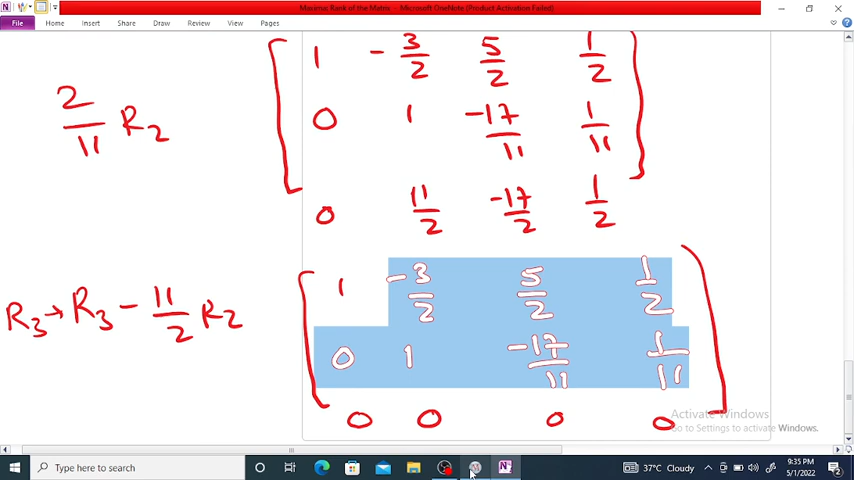 Maxima: Rank of the Matrix -- Microsoft OneNote (Product Activation Failed)
File Home Insert Share Draw Review View Pages
1 -3/2 5/2 1/2
2/11 R2
0 1 -17/11 1/11
0 11/2 -17/2 1/2
1 -3/2 5/2 1/2
R3→R3 - 11/2 R2
0 1 -17/11 1/11
0 0 0 0
Activate Windows
Go to Settings to activate Windows.
Type here to search
37°C Cloudy
9:35 PM
5/1/2022
2